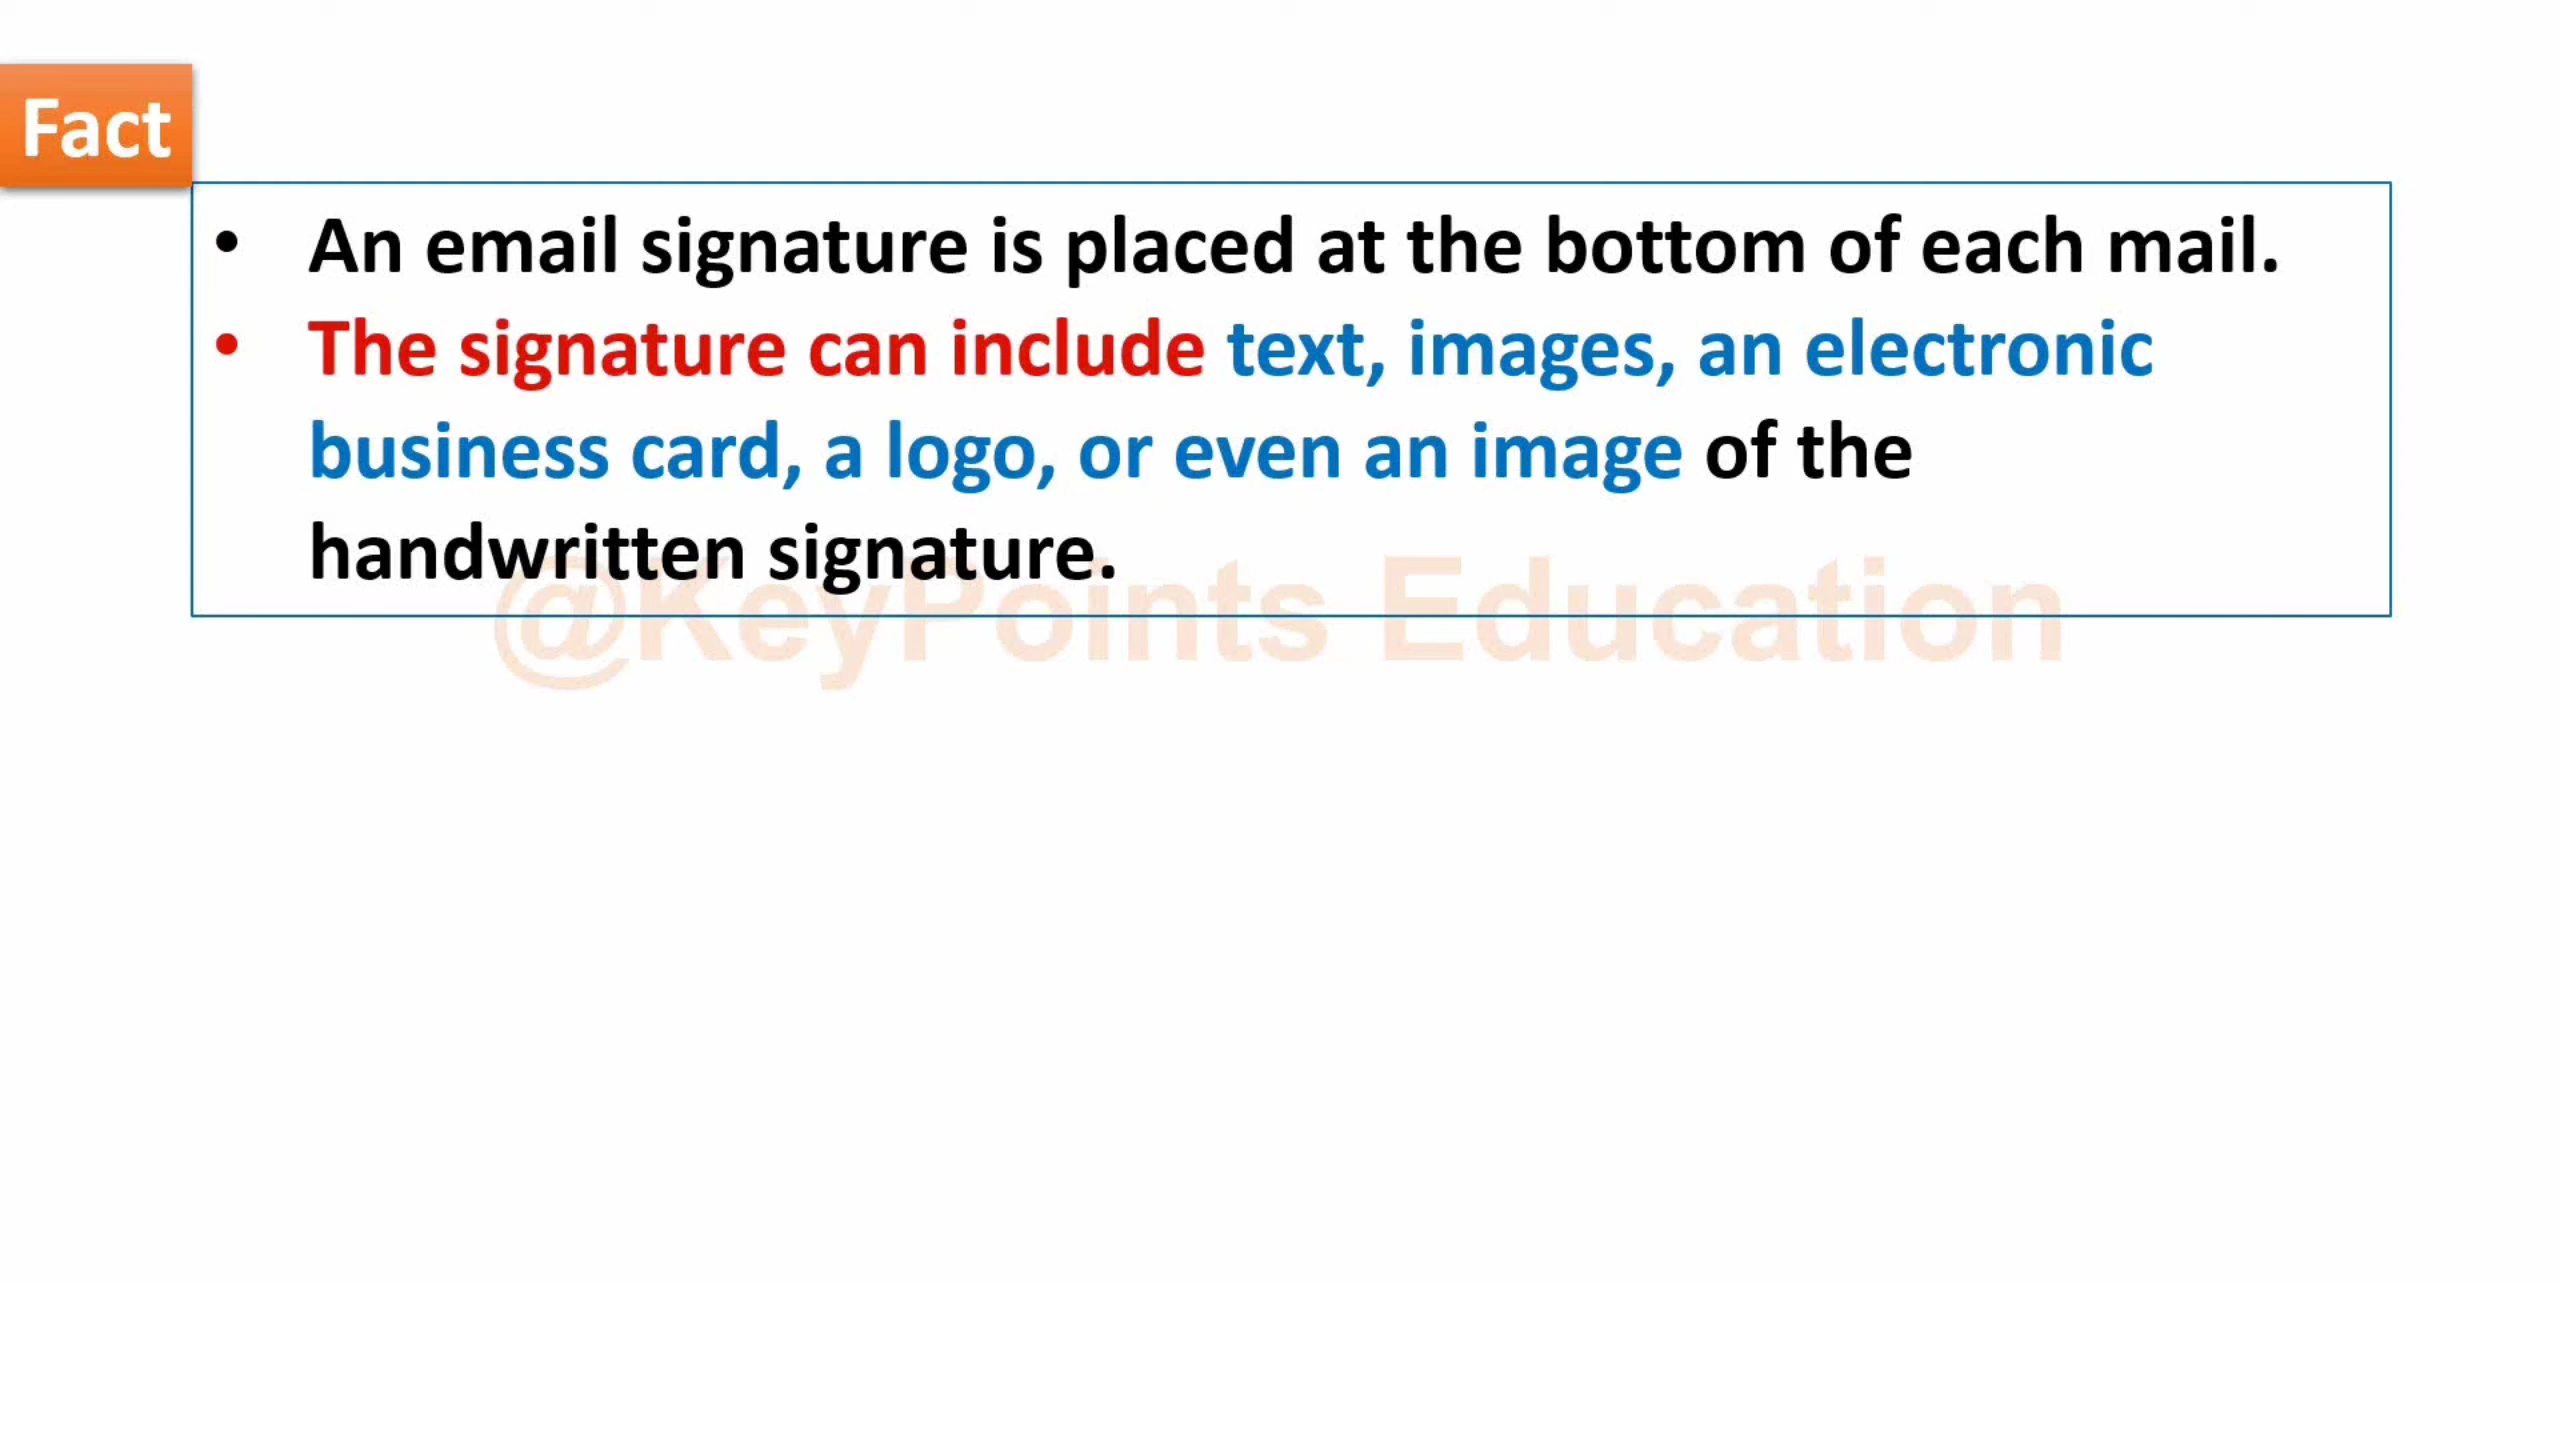 Fact
• An email signature is placed at the bottom of each mail.
• The signature can include text, images, an electronic
business card, a logo, or even an image of the
handwritten signature.
@KeyPoints Education